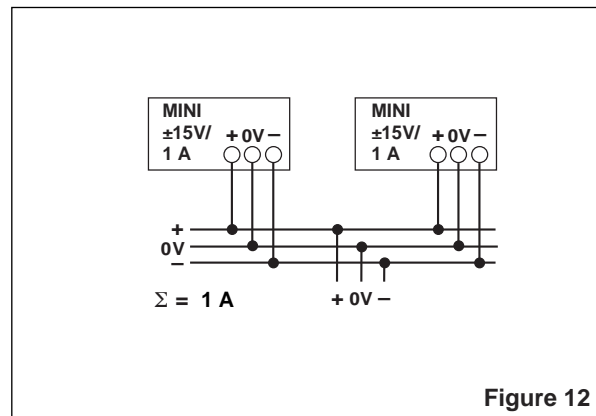 MINI
±15V/ + 0V −
1 A
MINI
±15V/ + 0V −
1 A
+
0V
−
Σ = 1 A
+ 0V −
Figure 12